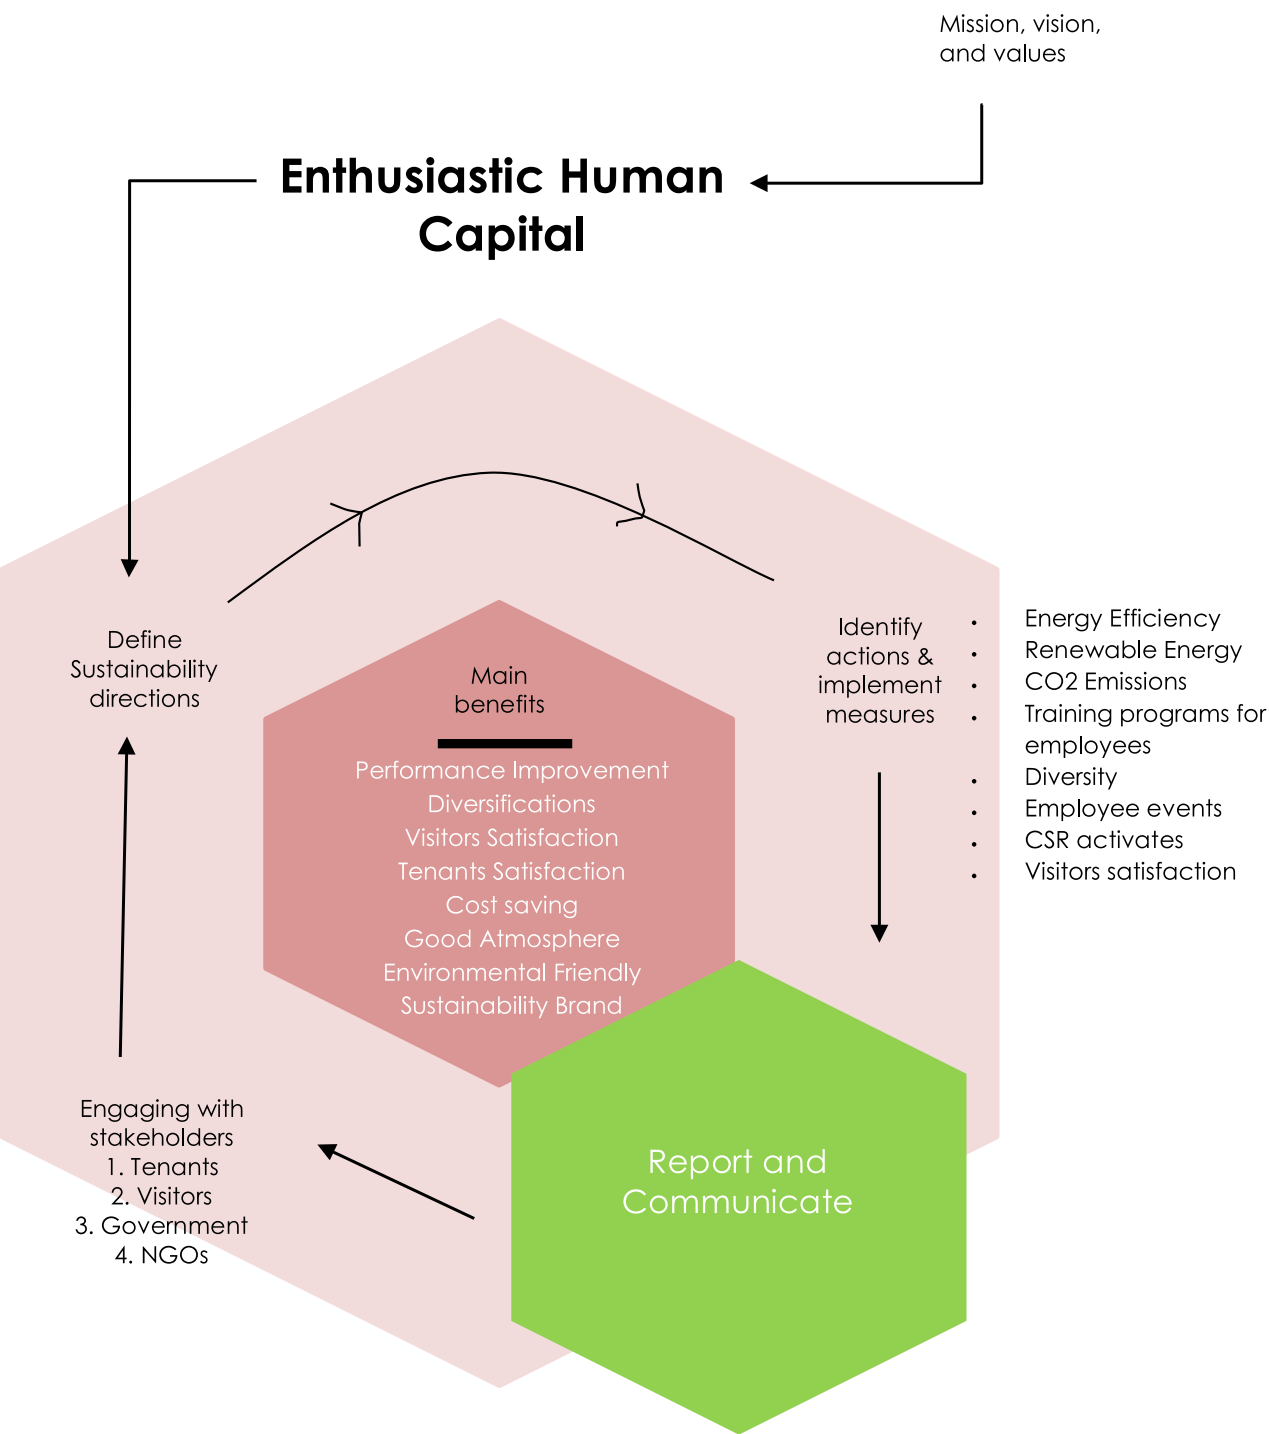 Mission, vision,
and values
Enthusiastic Human
Capital
Define
Sustainability
directions
Main
benefits
Performance Improvement
Diversifications
Visitors Satisfaction
Tenants Satisfaction
Cost saving
Good Atmosphere
Environmental Friendly
Sustainability Brand
Identify
actions &
implement
measures
• Energy Efficiency
• Renewable Energy
• CO2 Emissions
• Training programs for
employees
• Diversity
• Employee events
• CSR activates
• Visitors satisfaction
Engaging with
stakeholders
1. Tenants
2. Visitors
3. Government
4. NGOs
Report and
Communicate